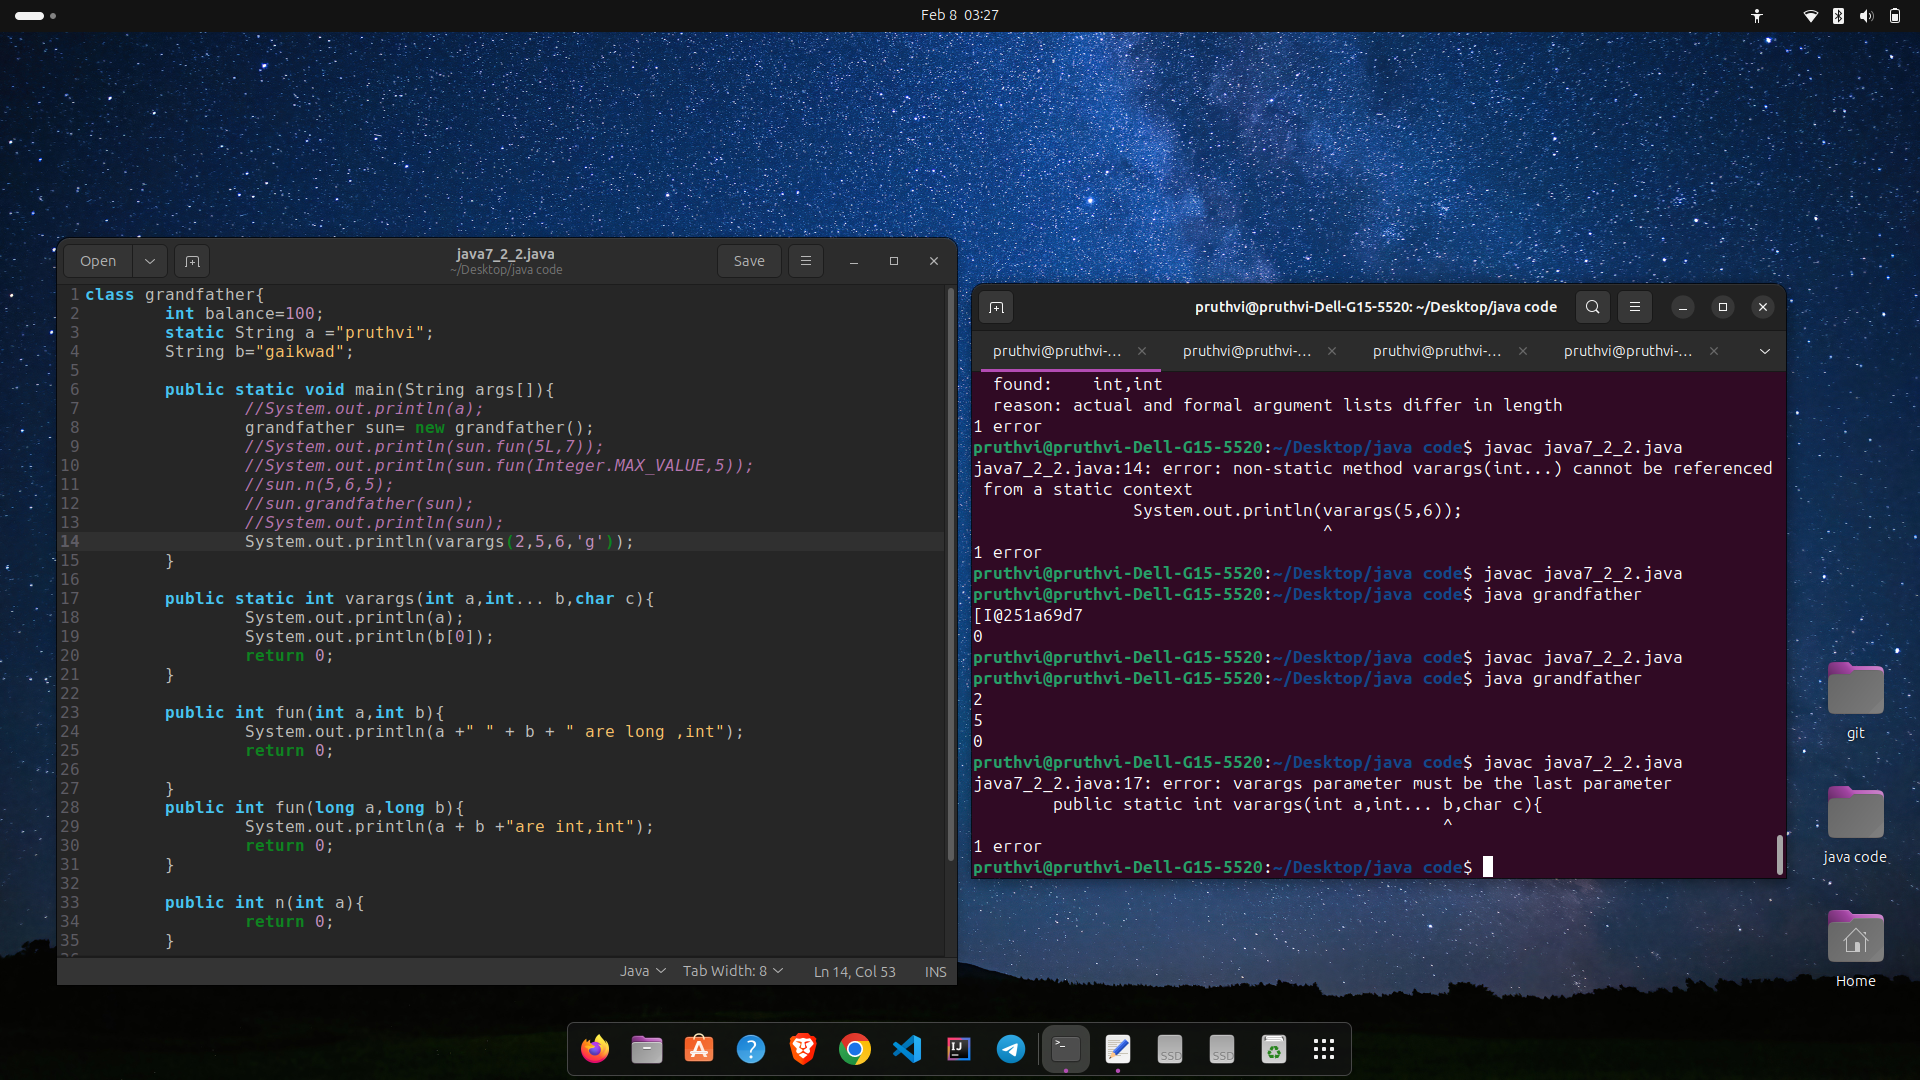 Feb 8 03:27
Open
java7_2_2.java
~/Desktop/java code
Save
1 class grandfather{
2 int balance=100;
3 static String a ="pruthvi";
4 String b="gaikwad";
5
6 public static void main(String args[]){
7 //System.out.println(a);
8 grandfather sun= new grandfather();
9 //System.out.println(sun.fun(5L,7));
10 //System.out.println(sun.fun(Integer.MAX_VALUE,5));
11 //sun.n(5,6,5);
12 //sun.grandfather(sun);
13 //System.out.println(sun);
14 System.out.println(varargs(2,5,6,'g'));
15 }
16
17 public static int varargs(int a,int... b,char c){
18 System.out.println(a);
19 System.out.println(b[0]);
20 return 0;
21 }
22
23 public int fun(int a,int b){
24 System.out.println(a +" " + b + " are long ,int");
25 return 0;
26
27 }
28 public int fun(long a,long b){
29 System.out.println(a + b +"are int,int");
30 return 0;
31 }
32
33 public int n(int a){
34 return 0;
35 }
Java Tab Width: 8 Ln 14, Col 53 INS
pruthvi@pruthvi-Dell-G15-5520: ~/Desktop/java code
pruthvi@pruthvi-... pruthvi@pruthvi-... pruthvi@pruthvi-... pruthvi@pruthvi-...
found: int,int
reason: actual and formal argument lists differ in length
1 error
pruthvi@pruthvi-Dell-G15-5520:~/Desktop/java code$ javac java7_2_2.java
java7_2_2.java:14: error: non-static method varargs(int...) cannot be referenced
from a static context
System.out.println(varargs(5,6));
^
1 error
pruthvi@pruthvi-Dell-G15-5520:~/Desktop/java code$ javac java7_2_2.java
pruthvi@pruthvi-Dell-G15-5520:~/Desktop/java code$ java grandfather
[I@251a69d7
0
pruthvi@pruthvi-Dell-G15-5520:~/Desktop/java code$ javac java7_2_2.java
pruthvi@pruthvi-Dell-G15-5520:~/Desktop/java code$ java grandfather
2
5
0
pruthvi@pruthvi-Dell-G15-5520:~/Desktop/java code$ javac java7_2_2.java
java7_2_2.java:17: error: varargs parameter must be the last parameter
public static int varargs(int a,int... b,char c){
^
1 error
pruthvi@pruthvi-Dell-G15-5520:~/Desktop/java code$
git
java code
Home
IJ
SSD
SSD